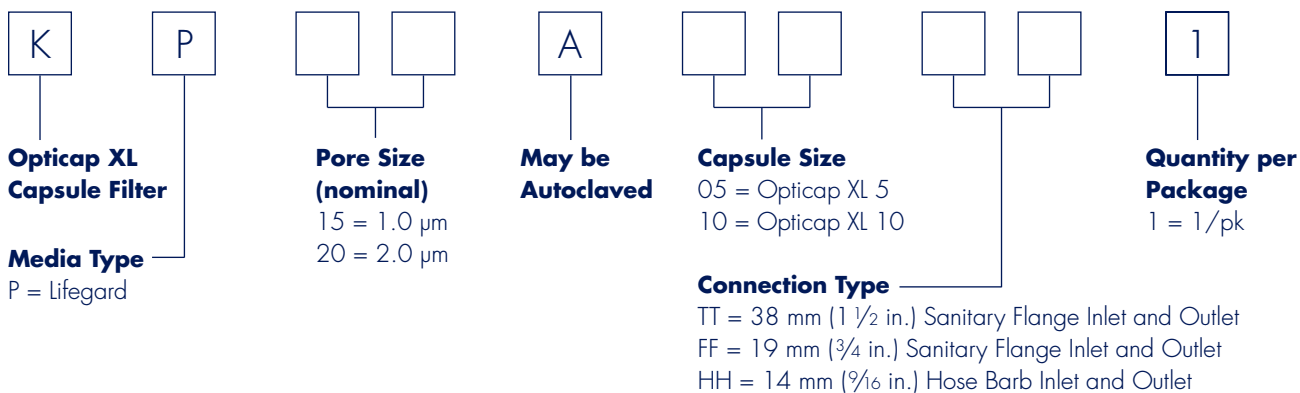 K P A 1
Opticap XL
Capsule Filter
Media Type
P = Lifegard
Pore Size
(nominal)
15 = 1.0 µm
20 = 2.0 µm
May be
Autoclaved
Capsule Size
05 = Opticap XL 5
10 = Opticap XL 10
Connection Type
TT = 38 mm (1 1/2 in.) Sanitary Flange Inlet and Outlet
FF = 19 mm (3/4 in.) Sanitary Flange Inlet and Outlet
HH = 14 mm (9/16 in.) Hose Barb Inlet and Outlet
Quantity per
Package
1 = 1/pk